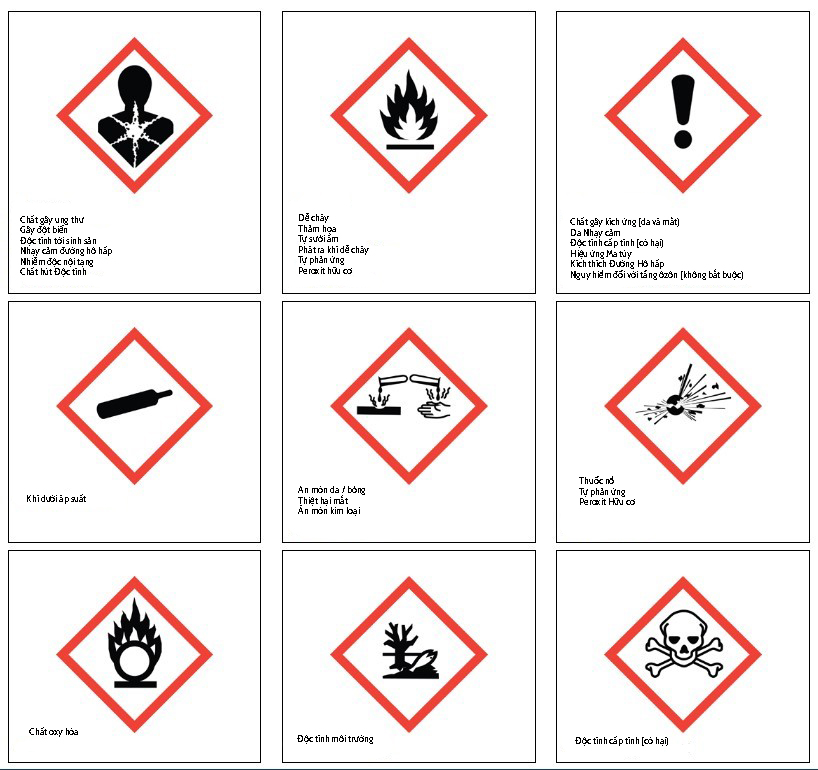 Chất gây ung thư
Gây đột biến
Độc tính tới sinh sản
Nhạy cảm đường hô hấp
Nhiễm độc nội tạng
Chất hút Độc tính
Dễ cháy
Thảm họa
Tự sưởi ấm
Phát ra khí dễ cháy
Tự phản ứng
Peroxit hữu cơ
Chất gây kích ứng (da và mắt)
Da Nhạy cảm
Độc tính cấp tính (có hại)
Hiệu ứng Ma túy
Kích thích Đường Hô hấp
Nguy hiểm đối với tầng ôzôn (không bắt buộc)
Khí dưới áp suất
Ăn mòn da / bỏng
Thiệt hại mắt
Ăn mòn kim loại
Thuốc nổ
Tự phản ứng
Peroxit Hữu cơ
Chất oxy hóa
Độc tính môi trường
Độc tính cấp tính (có hại)